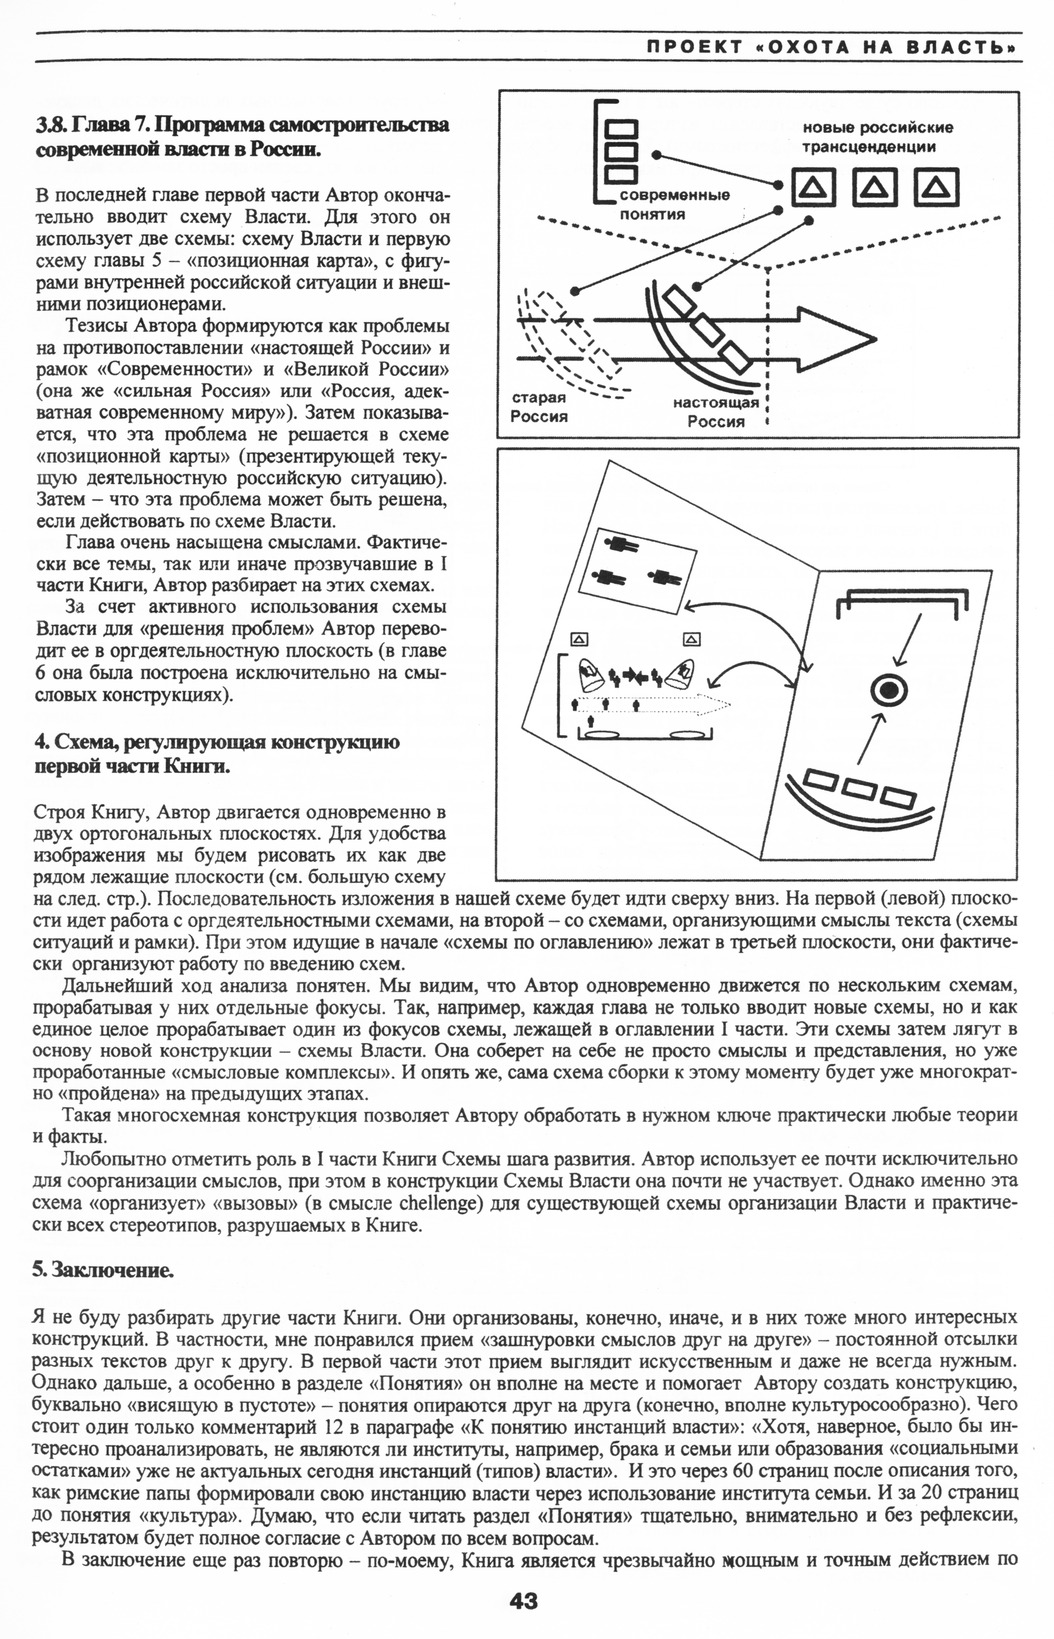 ПРОЕКТ «ОХОТА НА ВЛАСТЬ»
3.8. Глава 7. Программа самостроительства
современной власти в России.
В последней главе первой части Автор оконча-
тельно вводит схему Власти. Для этого он
использует две схемы: схему Власти и первую
схему главы 5 – «позиционная карта», с фигу-
рами внутренней российской ситуации и внеш-
ними позиционерами.
Тезисы Автора формируются как проблемы
на противопоставлении «настоящей России» и
рамок «Современности» и «Великой России»
(она же «сильная Россия» или «Россия, адек-
ватная современному миру»). Затем показыва-
ется, что эта проблема не решается в схеме
«позиционной карты» (презентирующей теку-
щую деятельностную российскую ситуацию).
Затем – что эта проблема может быть решена,
если действовать по схеме Власти.
Глава очень насыщена смыслами. Фактиче-
ски все темы, так или иначе прозвучавшие в I
части Книги, Автор разбирает на этих схемах.
За счет активного использования схемы
Власти для «решения проблем» Автор перево-
дит ее в оргдеятельностную плоскость (в главе
6 она была построена исключительно на смы-
словых конструкциях).
новые российские
трансценденции
современные
понятия
старая
Россия
настоящая
Россия
4. Схема, регулирующая конструкцию
первой части Книги.
Строя Книгу, Автор двигается одновременно в
двух ортогональных плоскостях. Для удобства
изображения мы будем рисовать их как две
рядом лежащие плоскости (см. большую схему
на след. стр.). Последовательность изложения в нашей схеме будет идти сверху вниз. На первой (левой) плоско-
сти идет работа с оргдеятельностными схемами, на второй – со схемами, организующими смыслы текста (схемы
ситуаций и рамки). При этом идущие в начале «схемы по оглавлению» лежат в третьей плоскости, они фактиче-
ски организуют работу по введению схем.
Дальнейший ход анализа понятен. Мы видим, что Автор одновременно движется по нескольким схемам,
прорабатывая у них отдельные фокусы. Так, например, каждая глава не только вводит новые схемы, но и как
единое целое прорабатывает один из фокусов схемы, лежащей в оглавлении I части. Эти схемы затем лягут в
основу новой конструкции – схемы Власти. Она соберет на себе не просто смыслы и представления, но уже
проработанные «смысловые комплексы». И опять же, сама схема сборки к этому моменту будет уже многократ-
но «пройдена» на предыдущих этапах.
Такая многосхемная конструкция позволяет Автору обработать в нужном ключе практически любые теории
и факты.
Любопытно отметить роль в I части Книги Схемы шага развития. Автор использует ее почти исключительно
для соорганизации смыслов, при этом в конструкции Схемы Власти она почти не участвует. Однако именно эта
схема «организует» «вызовы» (в смысле chellenge) для существующей схемы организации Власти и практиче-
ски всех стереотипов, разрушаемых в Книге.
5. Заключение.
Я не буду разбирать другие части Книги. Они организованы, конечно, иначе, и в них тоже много интересных
конструкций. В частности, мне понравился прием «зашнуровки смыслов друг на друге» – постоянной отсылки
разных текстов друг к другу. В первой части этот прием выглядит искусственным и даже не всегда нужным.
Однако дальше, а особенно в разделе «Понятия» он вполне на месте и помогает Автору создать конструкцию,
буквально «висящую в пустоте» – понятия опираются друг на друга (конечно, вполне культуросообразно). Чего
стоит один только комментарий 12 в параграфе «К понятию инстанций власти»: «Хотя, наверное, было бы ин-
тересно проанализировать, не являются ли институты, например, брака и семьи или образования «социальными
остатками» уже не актуальных сегодня инстанций (типов) власти». И это через 60 страниц после описания того,
как римские папы формировали свою инстанцию власти через использование института семьи. И за 20 страниц
до понятия «культура». Думаю, что если читать раздел «Понятия» тщательно, внимательно и без рефлексии,
результатом будет полное согласие с Автором по всем вопросам.
В заключение еще раз повторю – по-моему, Книга является чрезвычайно мощным и точным действием по
43